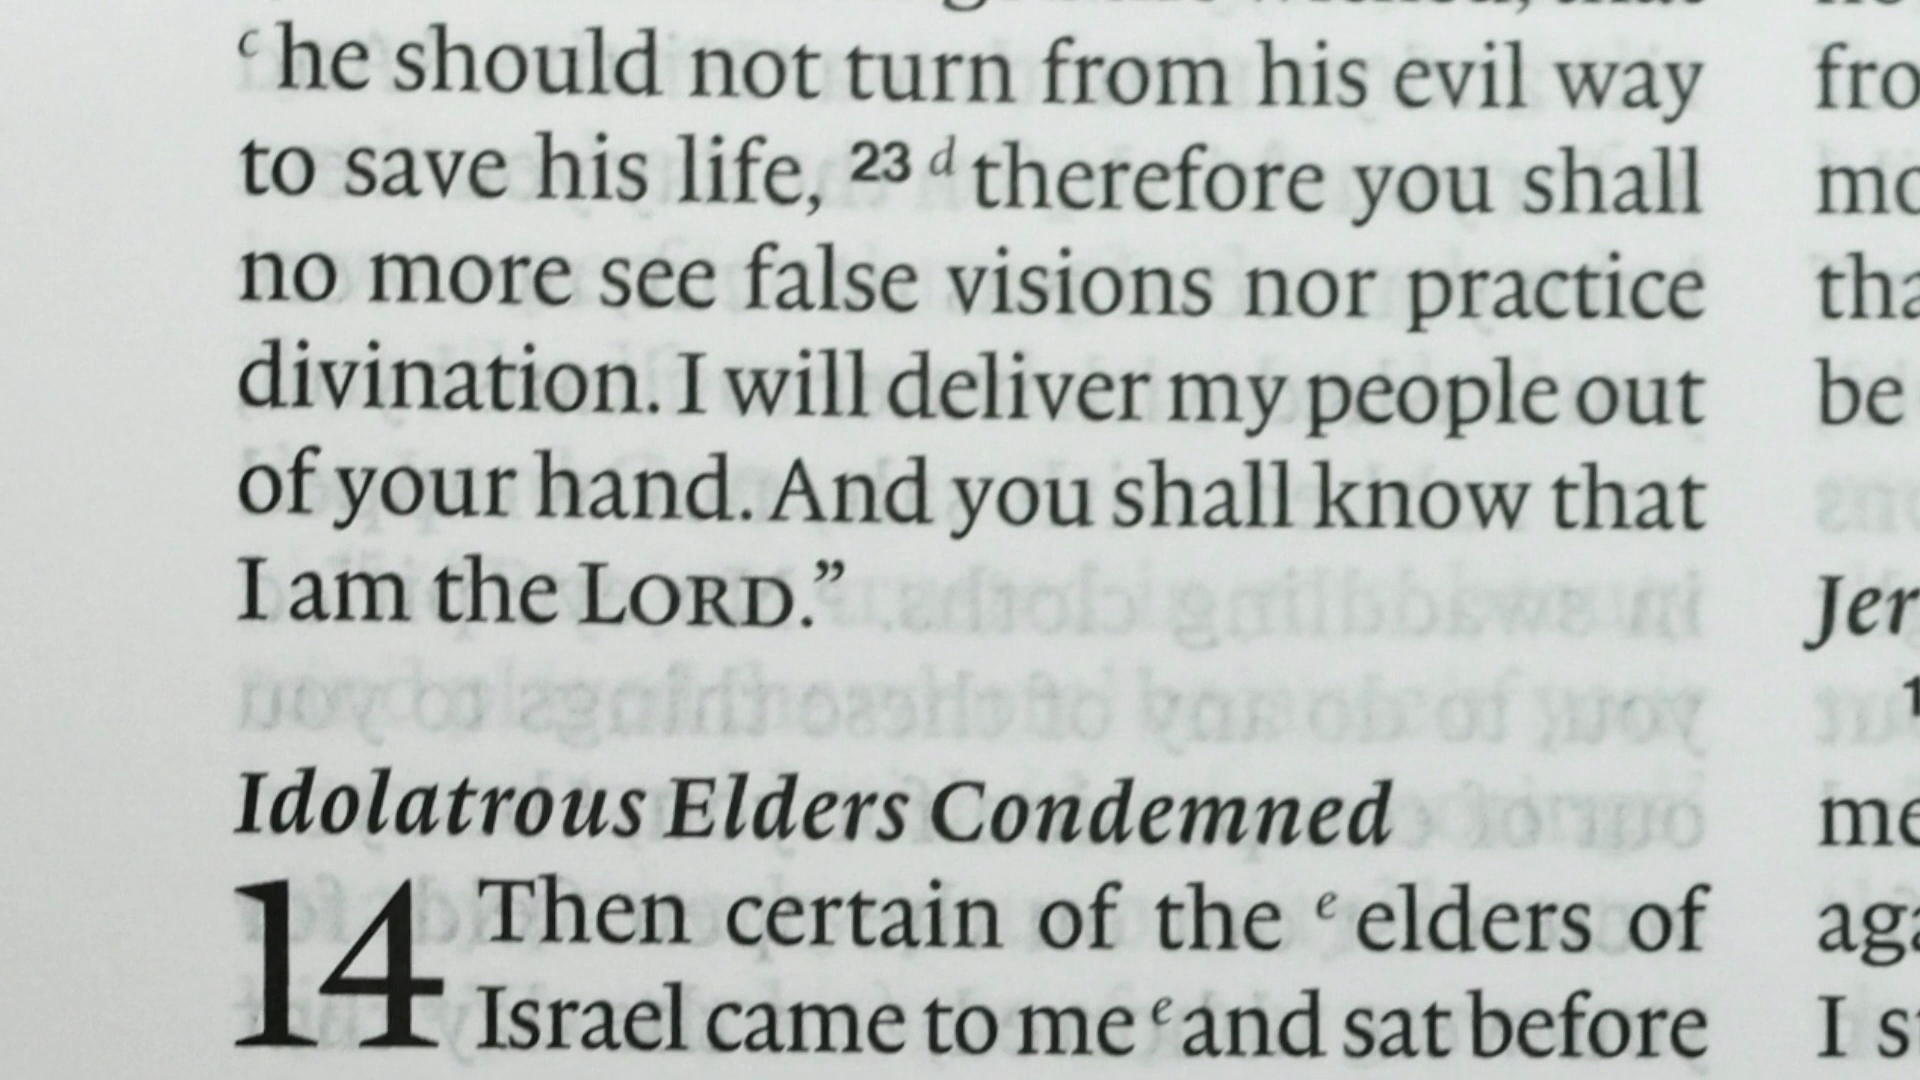 c he should not turn from his evil way
to save his life, 23 d therefore you shall
no more see false visions nor practice
divination. I will deliver my people out
of your hand. And you shall know that
I am the LORD.”
Idolatrous Elders Condemned
14 Then certain of the e elders of
Israel came to me e and sat before
be